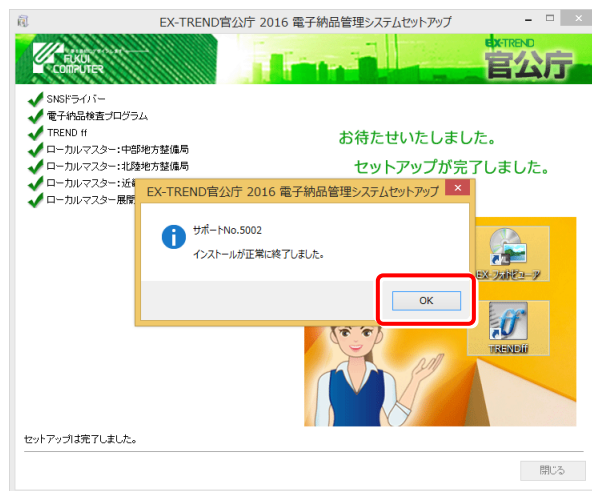 EX-TREND官公庁 2016 電子納品管理システムセットアップ
FUKUI
COMPUTER
EX-TREND
官公庁
SNSドライバー
電子納品検査プログラム
TREND ff
ローカルマスター:中部地方整備局
ローカルマスター:北陸地方整備局
ローカルマスター:近
ローカルマスター展開
お待たせいたしました。
セットアップが完了しました。
EX-TREND官公庁 2016 電子納品管理システムセットアップ
サポートNo.5002
インストールが正常に終了しました。
OK
EX-フォトビューア
TRENDff
セットアップは完了しました。
閉じる